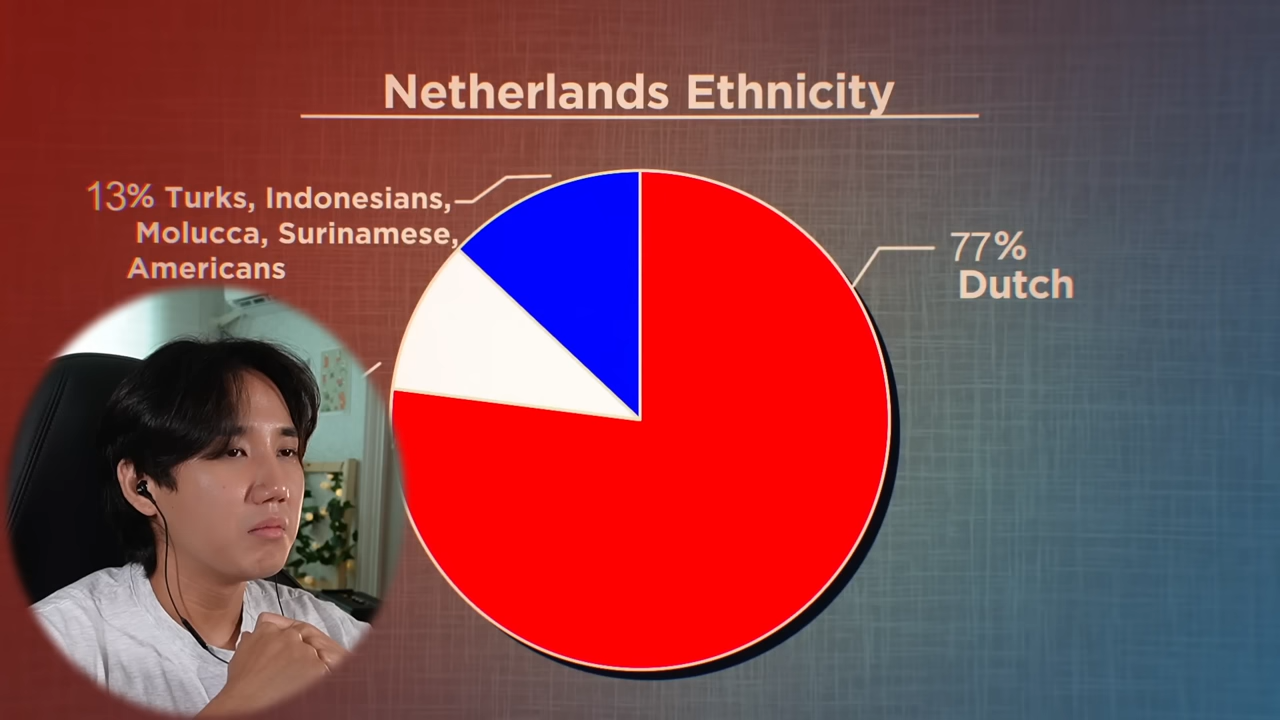 Netherlands Ethnicity
13% Turks, Indonesians,
Molucca, Surinamese,
Americans
77%
Dutch